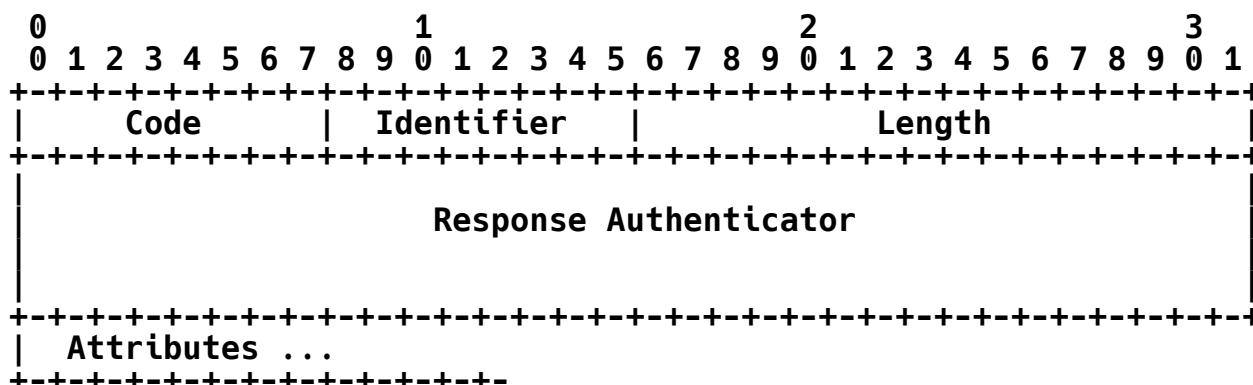 0                   1                   2                   3
 0 1 2 3 4 5 6 7 8 9 0 1 2 3 4 5 6 7 8 9 0 1 2 3 4 5 6 7 8 9 0 1
+-+-+-+-+-+-+-+-+-+-+-+-+-+-+-+-+-+-+-+-+-+-+-+-+-+-+-+-+-+-+-+-+
|     Code      |  Identifier   |            Length             |
+-+-+-+-+-+-+-+-+-+-+-+-+-+-+-+-+-+-+-+-+-+-+-+-+-+-+-+-+-+-+-+-+
|                                                               |
|                     Response Authenticator                    |
|                                                               |
|                                                               |
+-+-+-+-+-+-+-+-+-+-+-+-+-+-+-+-+-+-+-+-+-+-+-+-+-+-+-+-+-+-+-+-+
|  Attributes ...
+-+-+-+-+-+-+-+-+-+-+-+-+-